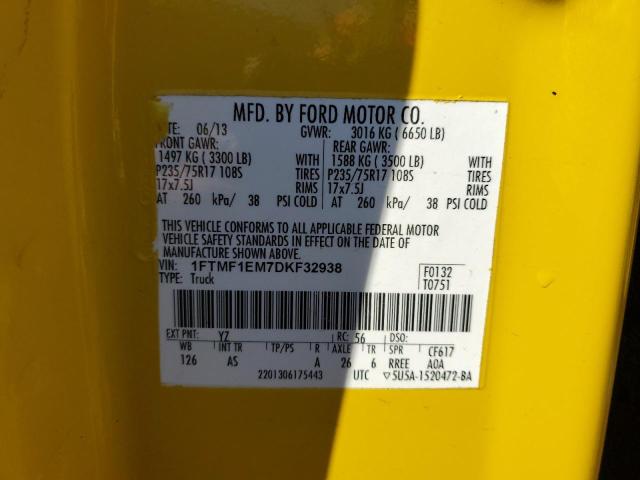 MFD. BY FORD MOTOR CO.
06/13 GVWR: 3016 KG ( 6650 LB)
FRONT GAWR: REAR GAWR:
1497 KG ( 3300 LB) 1588 KG ( 3500 LB)
P235/75R17 108S TIRES P235/75R17 108S TIRES
17x7.5J RIMS 17x7.5J RIMS
AT 260 kPa/ 38 PSI COLD AT 260 kPa/ 38 PSI COLD
THIS VEHICLE CONFORMS TO ALL APPLICABLE FEDERAL MOTOR
VEHICLE SAFETY STANDARDS IN EFFECT ON THE DATE OF
MANUFACTURE SHOWN ABOVE.
VIN: 1FTMF1EM7DKF32938 F0132
TYPE: Truck T0751
EXT PNT: YZ RC: 56 DSO:
WB INT TR TP/PS R AXLE TR SPR CF617
126 AS A 26 6 RREE A0A
2201306175443 UTC ▽5U5A-1520472-BA